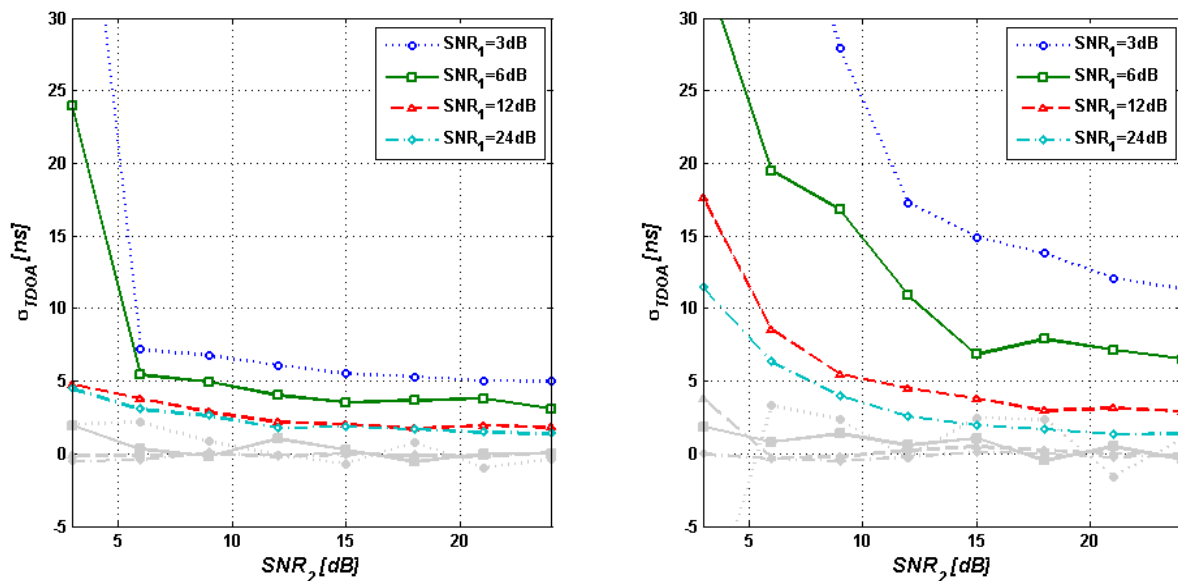 30
25
20
15
10
5
0
-5
5
10
15
20
σTDOA [ns]
SNR2 [dB]
SNR1=3dB
SNR1=6dB
SNR1=12dB
SNR1=24dB
30
25
20
15
10
5
0
-5
5
10
15
20
σTDOA [ns]
SNR2 [dB]
SNR1=3dB
SNR1=6dB
SNR1=12dB
SNR1=24dB